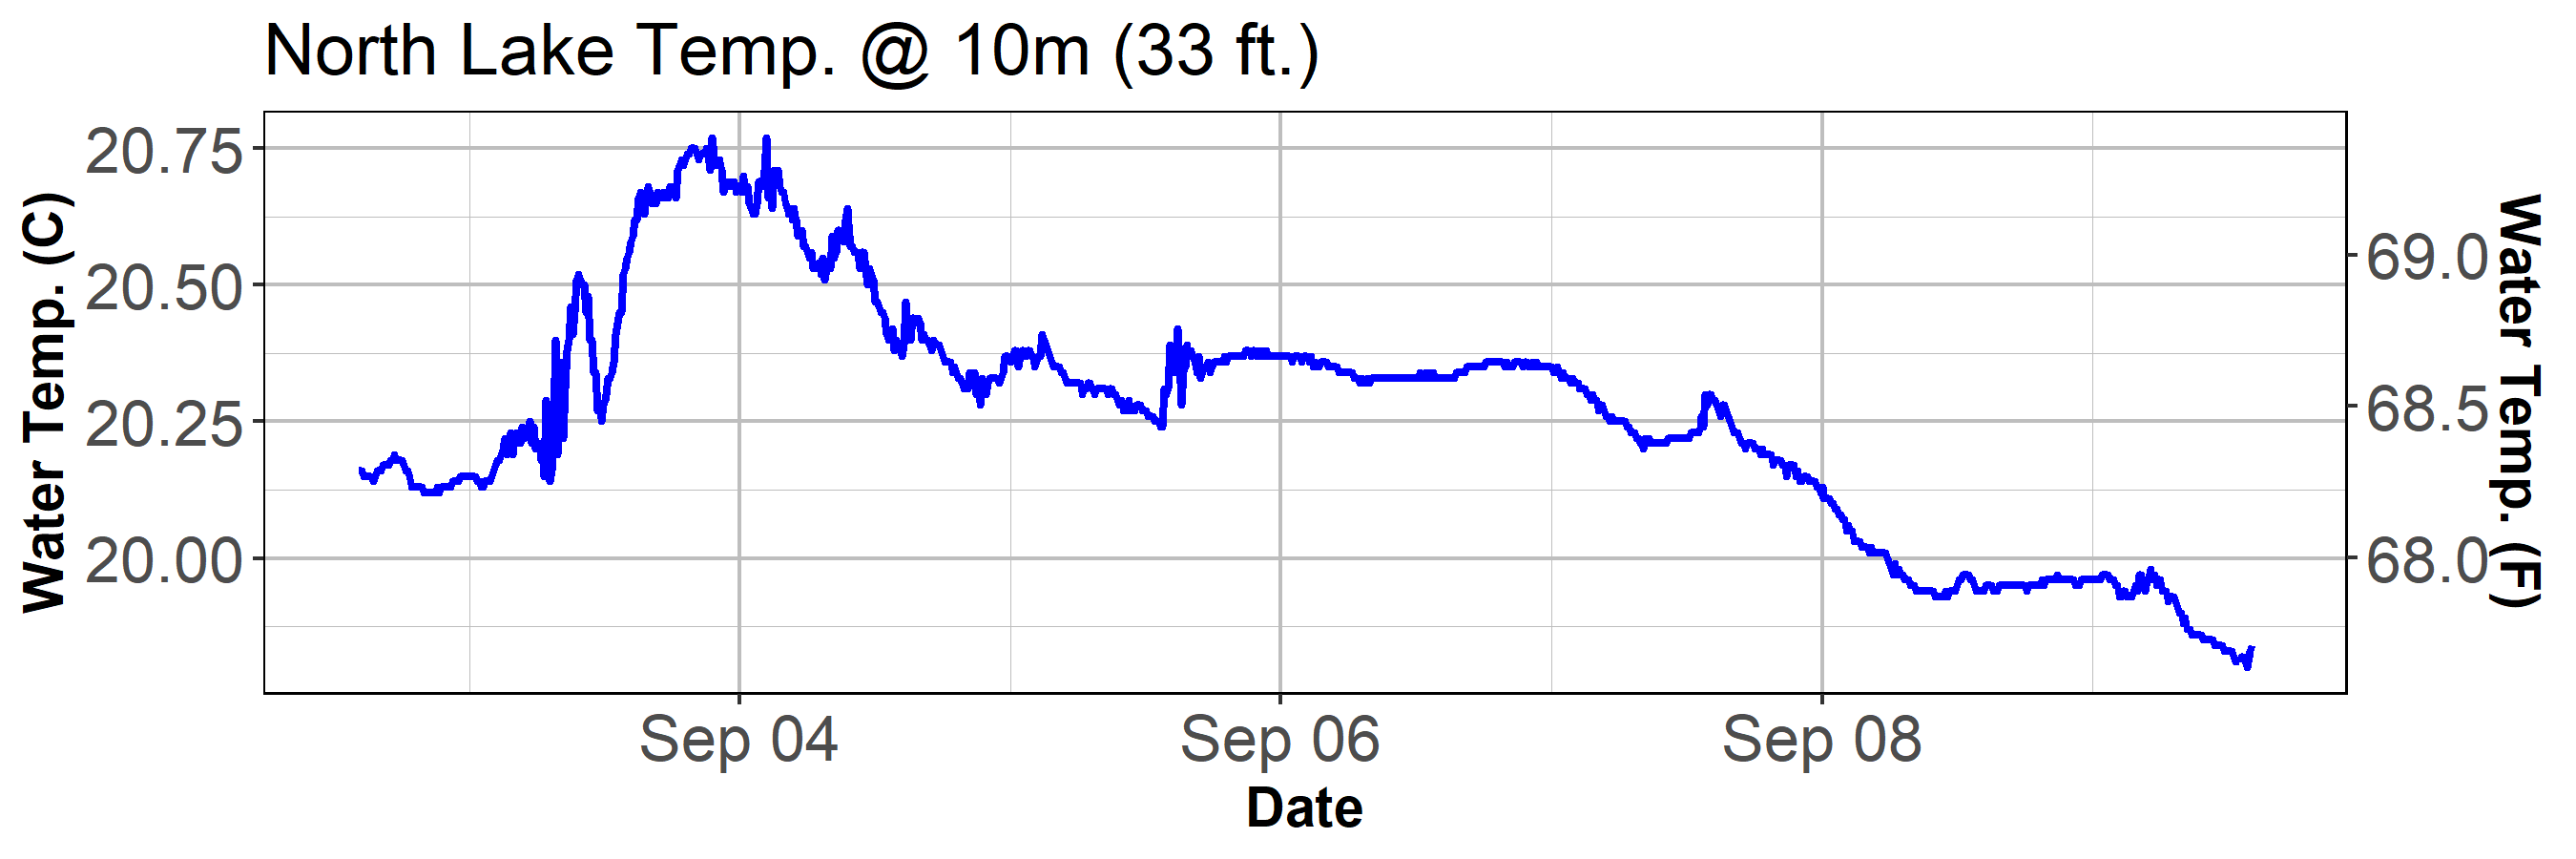 North Lake Temp. @ 10m (33 ft.)
Water Temp. (C)
20.75
20.50
20.25
20.00
69.0
68.5
68.0
Water Temp. (F)
Sep 04
Sep 06
Sep 08
Date